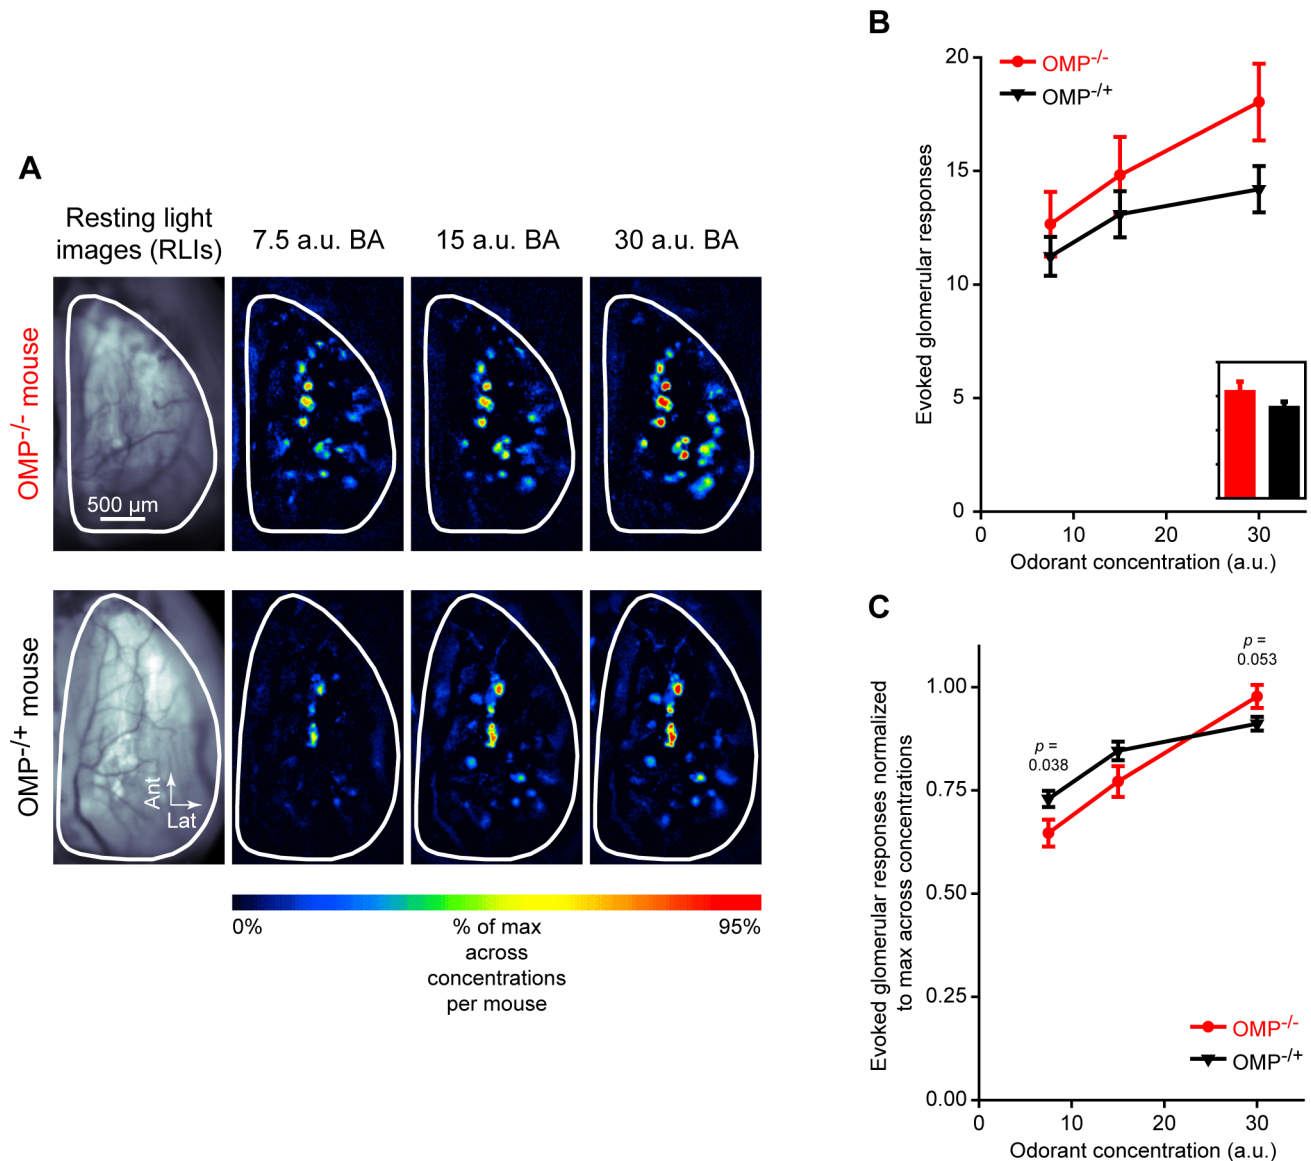 A
Resting light
images (RLIs)
7.5 a.u. BA
15 a.u. BA
30 a.u. BA
OMP-/- mouse
500 µm
OMP-/+ mouse
Ant
Lat
0%
% of max
across
concentrations
per mouse
95%
B
OMP-/-
OMP-/+
Evoked glomerular responses
20
15
10
5
0
0
10
20
30
Odorant concentration (a.u.)
C
p =
0.038
p =
0.053
Evoked glomerular responses normalized
to max across concentrations
1.00
0.75
0.50
0.25
0.00
OMP-/-
OMP-/+
0
10
20
30
Odorant concentration (a.u.)